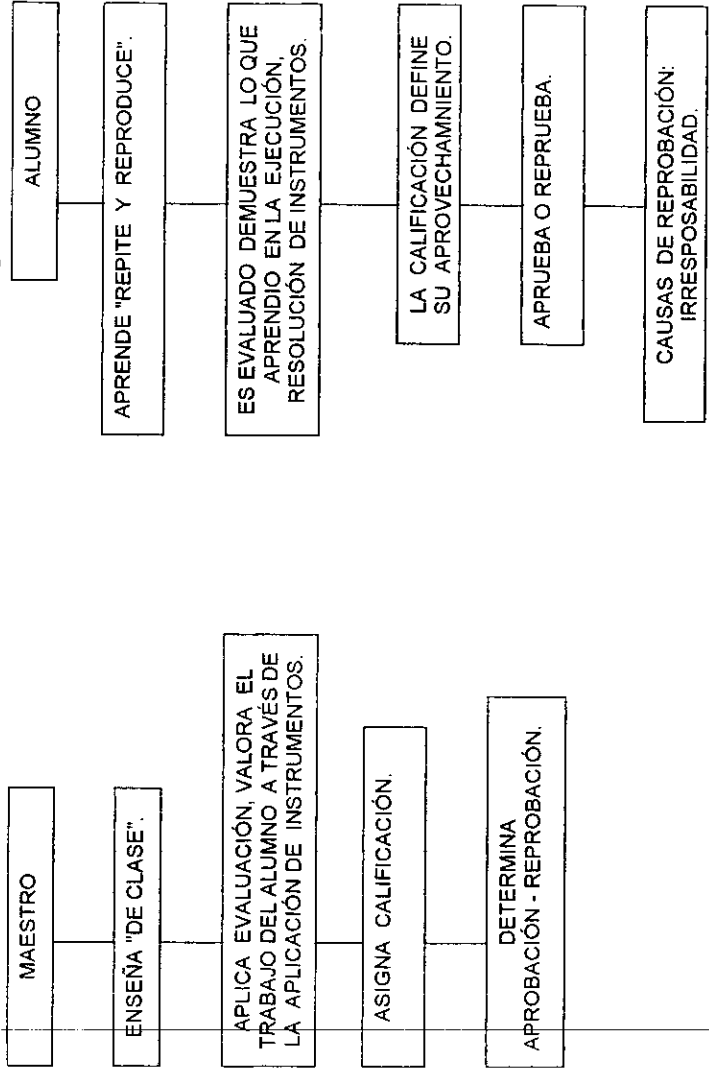 MAESTRO
ENSEÑA "DE CLASE".
APLICA EVALUACIÓN, VALORA EL
TRABAJO DEL ALUMNO A TRAVÉS DE
LA APLICACIÓN DE INSTRUMENTOS.
ASIGNA CALIFICACIÓN.
DETERMINA
APROBACIÓN - REPROBACIÓN.
ALUMNO
APRENDE "REPITE Y REPRODUCE".
ES EVALUADO DEMUESTRA LO QUE
APRENDIO EN LA EJECUCIÓN,
RESOLUCIÓN DE INSTRUMENTOS.
LA CALIFICACIÓN DEFINE
SU APROVECHAMNIENTO.
APRUEBA O REPRUEBA.
CAUSAS DE REPROBACIÓN:
IRRESPOSABILIDAD.